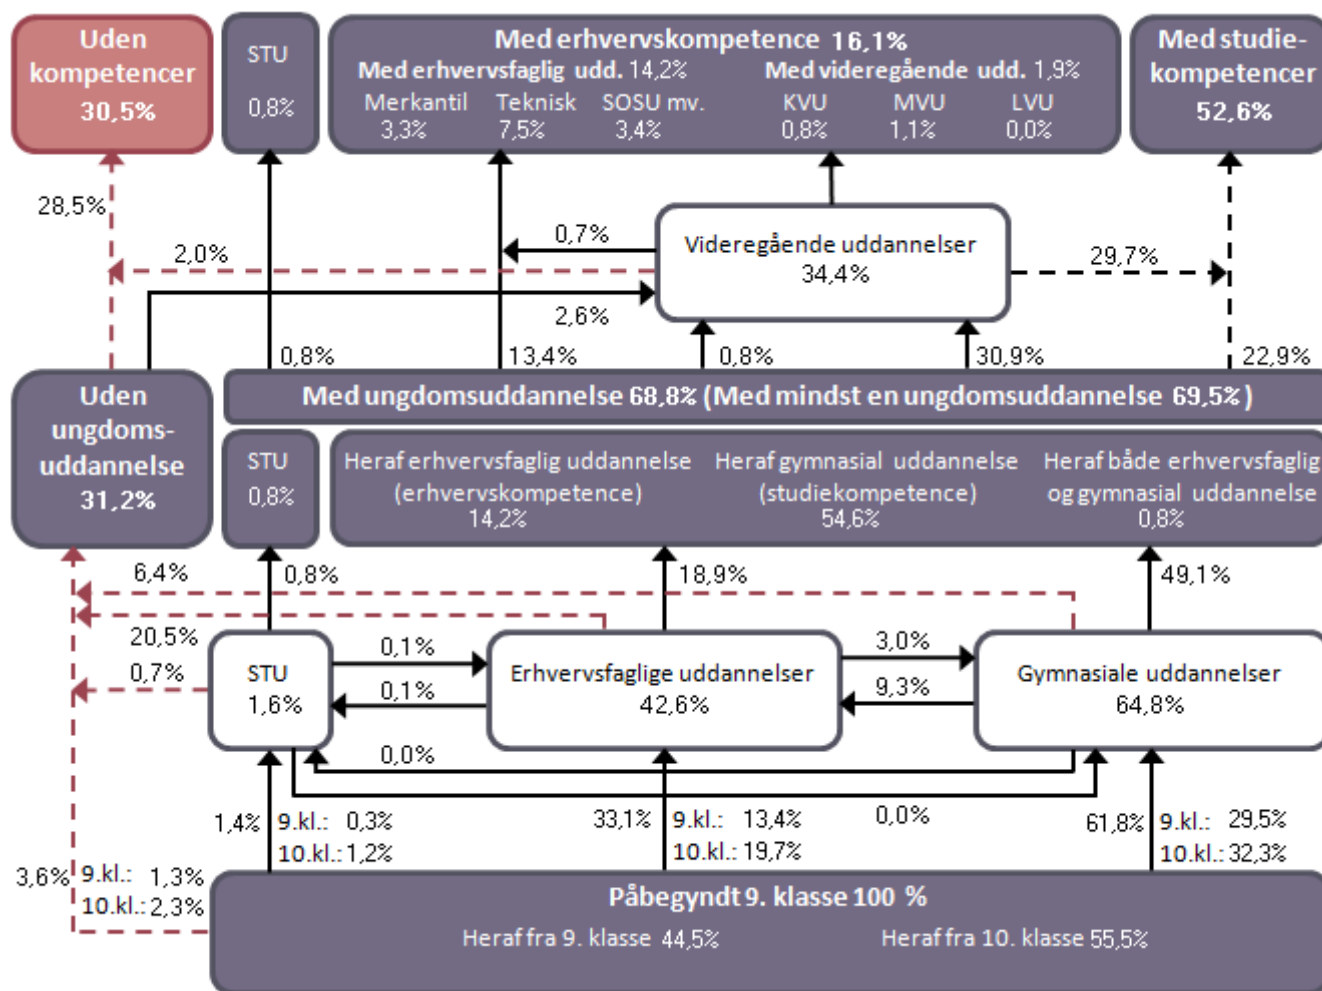 Uden
kompetencer
30,5%
STU
0,8%
Med erhvervskompetence 16,1%
Med erhvervsfaglig udd. 14,2%
Med videregående udd. 1,9%
Merkantil
3,3%
Teknisk
7,5%
SOSU mv.
3,4%
KVU
0,8%
MVU
1,1%
LVU
0,0%
Med studie-
kompetencer
52,6%
28,5%
2,0%
0,7%
Videregående uddannelser
34,4%
29,7%
2,6%
0,8%
13,4%
0,8%
30,9%
22,9%
Uden
ungdoms-
uddannelse
31,2%
Med ungdomsuddannelse 68,8% (Med mindst en ungdomsuddannelse 69,5%)
STU
0,8%
Heraf erhvervsfaglig uddannelse
(erhvervskompetence)
14,2%
Heraf gymnasial uddannelse
(studiekompetence)
54,6%
Heraf både erhvervsfaglig
og gymnasial uddannelse
0,8%
6,4%
0,8%
18,9%
49,1%
20,5%
0,7%
STU
1,6%
0,1%
0,1%
Erhvervsfaglige uddannelser
42,6%
3,0%
9,3%
Gymnasiale uddannelser
64,8%
0,0%
0,0%
1,4%
9.kl.: 0,3%
10.kl.: 1,2%
33,1%
9.kl.: 13,4%
10.kl.: 19,7%
61,8%
9.kl.: 29,5%
10.kl.: 32,3%
3,6%
9.kl.: 1,3%
10.kl.: 2,3%
Påbegyndt 9. klasse 100 %
Heraf fra 9. klasse 44,5%
Heraf fra 10. klasse 55,5%